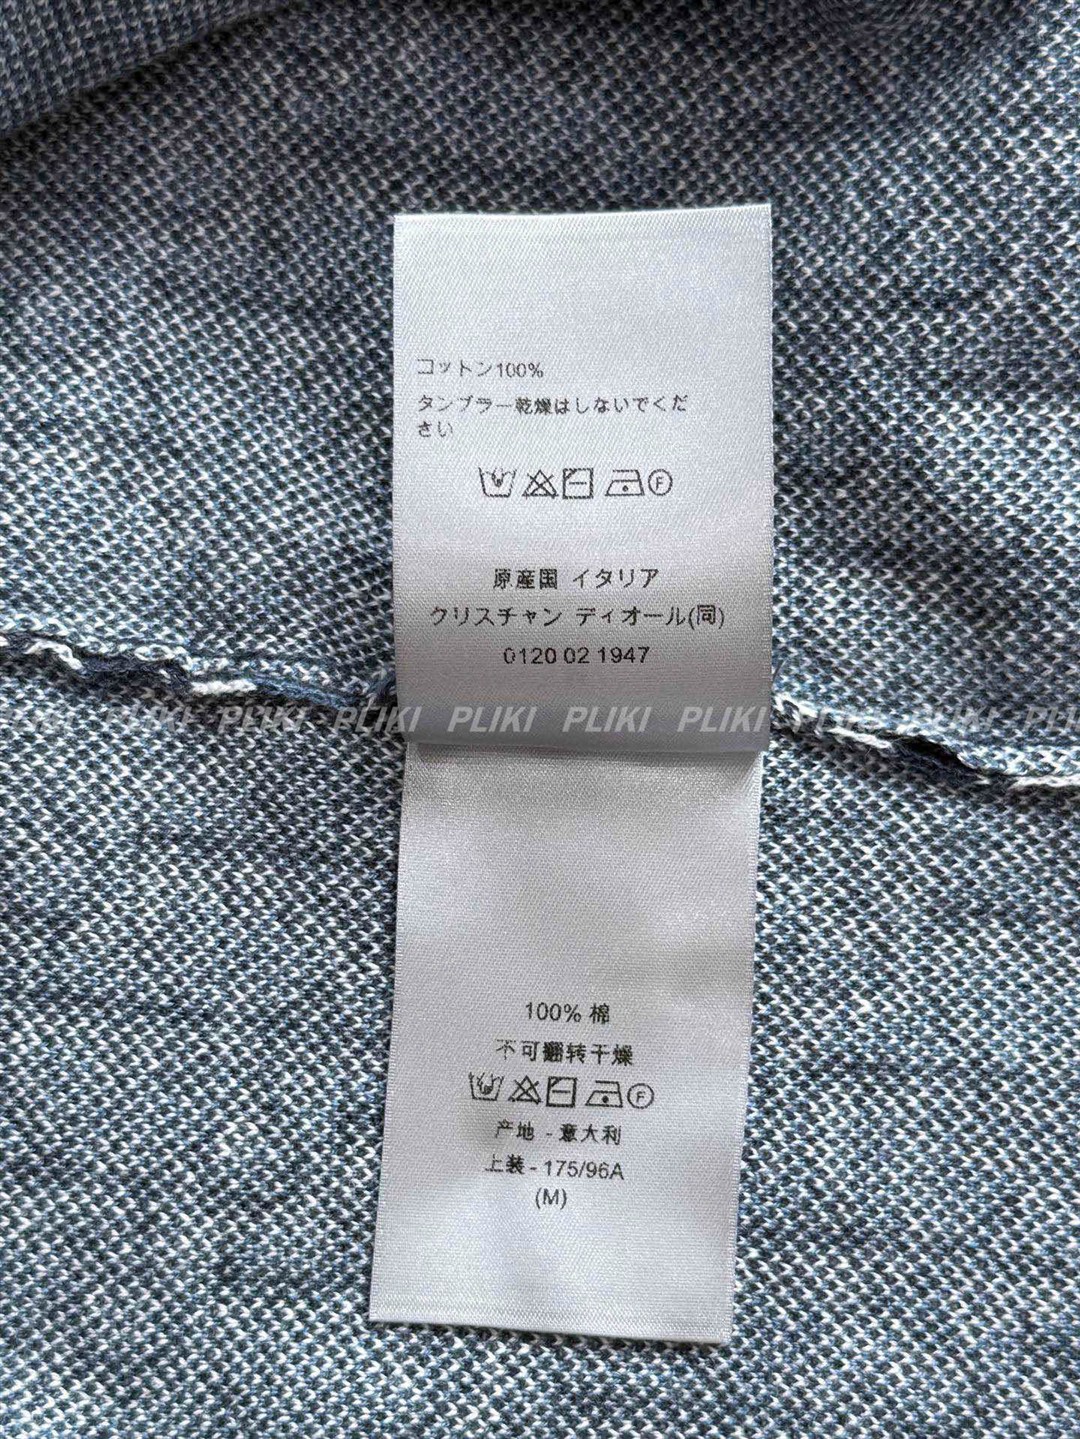 コットン100%
タンブラー乾燥はしないでくだ
さい
F
原産国 イタリア
クリスチャン ディオール(同)
0120 02 1947
PLIKI PLIKI PLIKI PLIKI PLIKI PLIKI PLIKI PLIKI PLIKI
100% 棉
不可翻转干燥
F
产地 - 意大利
上装 - 175/96A
(M)